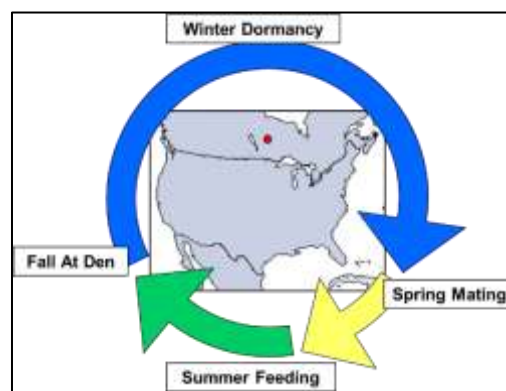 Winter Dormancy
Fall At Den
Spring Mating
Summer Feeding